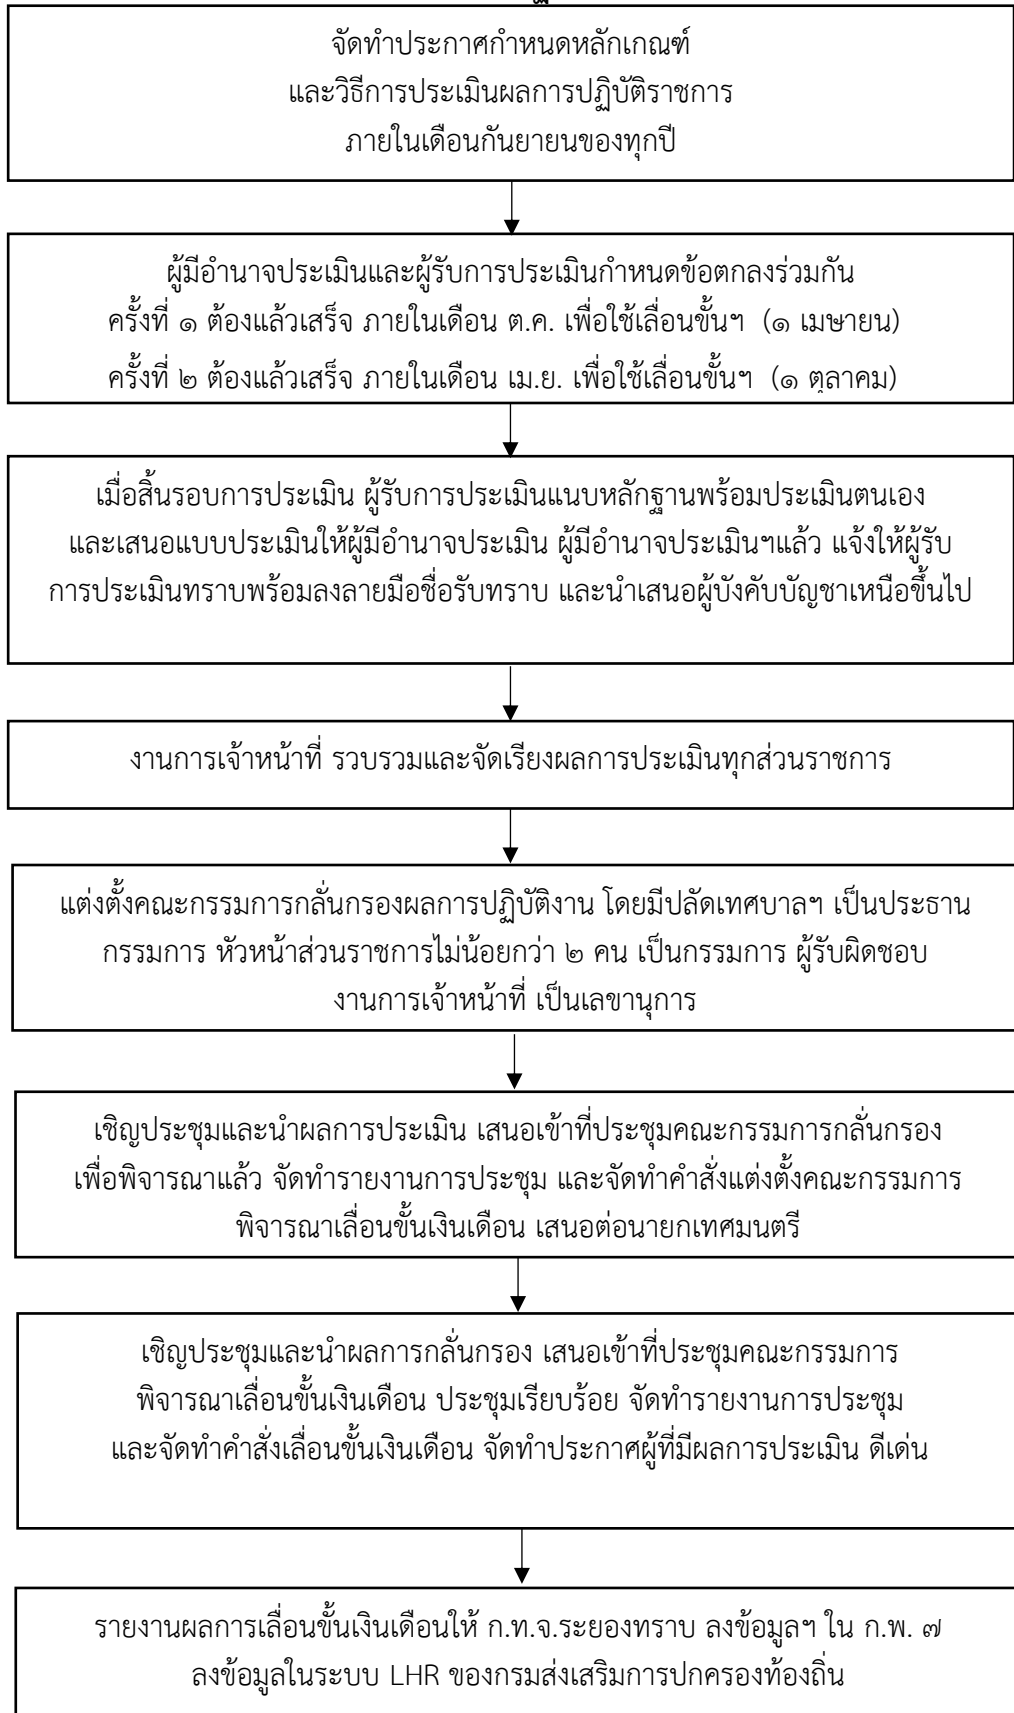 จัดทำประกาศกำหนดหลักเกณฑ์
และวิธีการประเมินผลการปฏิบัติราชการ
ภายในเดือนกันยายนของทุกปี
ผู้มีอำนาจประเมินและผู้รับการประเมินกำหนดข้อตกลงร่วมกัน
ครั้งที่ ๑ ต้องแล้วเสร็จ ภายในเดือน ต.ค. เพื่อใช้เลื่อนขั้นฯ (๑ เมษายน)
ครั้งที่ ๒ ต้องแล้วเสร็จ ภายในเดือน เม.ย. เพื่อใช้เลื่อนขั้นฯ (๑ ตุลาคม)
เมื่อสิ้นรอบการประเมิน ผู้รับการประเมินแนบหลักฐานพร้อมประเมินตนเอง
และเสนอแบบประเมินให้ผู้มีอำนาจประเมิน ผู้มีอำนาจประเมินฯแล้ว แจ้งให้ผู้รับ
การประเมินทราบพร้อมลงลายมือชื่อรับทราบ และนำเสนอผู้บังคับบัญชาเหนือขึ้นไป
งานการเจ้าหน้าที่ รวบรวมและจัดเรียงผลการประเมินทุกส่วนราชการ
แต่งตั้งคณะกรรมการกลั่นกรองผลการปฏิบัติงาน โดยมีปลัดเทศบาลฯ เป็นประธาน
กรรมการ หัวหน้าส่วนราชการไม่น้อยกว่า ๒ คน เป็นกรรมการ ผู้รับผิดชอบ
งานการเจ้าหน้าที่ เป็นเลขานุการ
เชิญประชุมและนำผลการประเมิน เสนอเข้าที่ประชุมคณะกรรมการกลั่นกรอง
เพื่อพิจารณาแล้ว จัดทำรายงานการประชุม และจัดทำคำสั่งแต่งตั้งคณะกรรมการ
พิจารณาเลื่อนขั้นเงินเดือน เสนอต่อนายกเทศมนตรี
เชิญประชุมและนำผลการกลั่นกรอง เสนอเข้าที่ประชุมคณะกรรมการ
พิจารณาเลื่อนขั้นเงินเดือน ประชุมเรียบร้อย จัดทำรายงานการประชุม
และจัดทำคำสั่งเลื่อนขั้นเงินเดือน จัดทำประกาศผู้ที่มีผลการประเมิน ดีเด่น
รายงานผลการเลื่อนขั้นเงินเดือนให้ ก.ท.จ.ระยองทราบ ลงข้อมูลฯ ใน ก.พ. ๗
ลงข้อมูลในระบบ LHR ของกรมส่งเสริมการปกครองท้องถิ่น